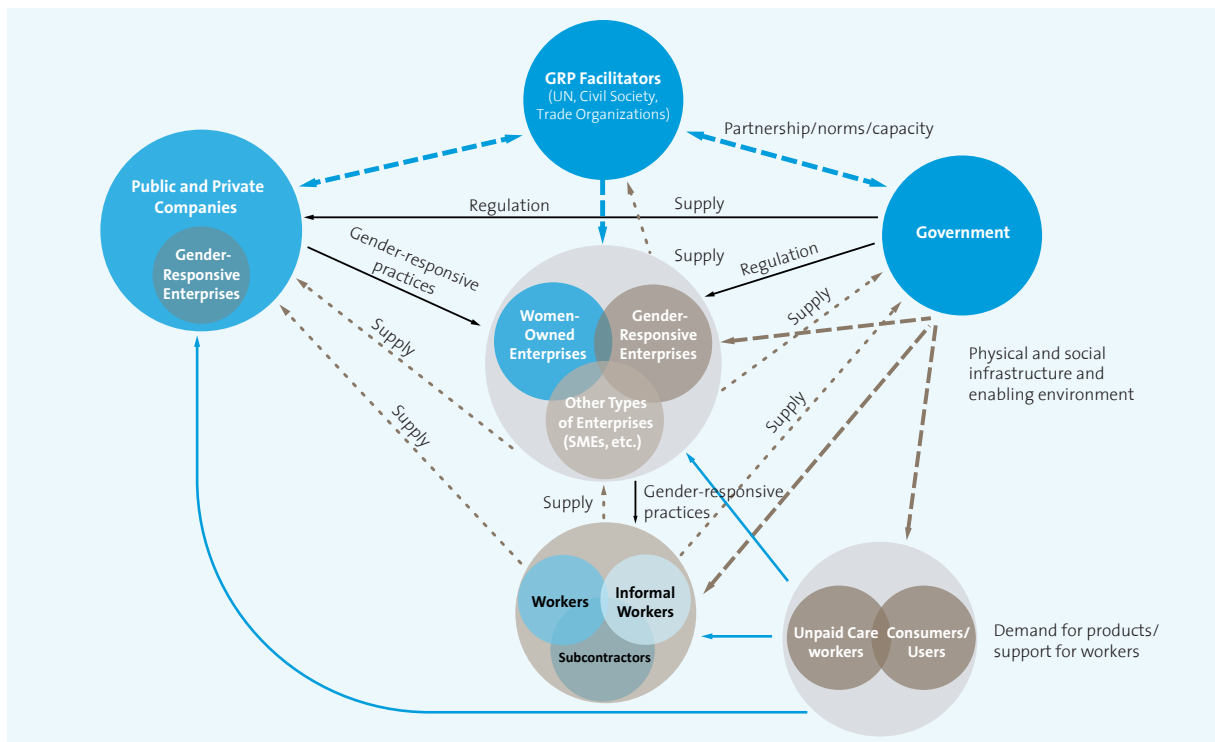 GRP Facilitators
(UN, Civil Society,
Trade Organizations)
Partnership/norms/capacity
Public and Private
Companies
Gender-
Responsive
Enterprises
Regulation
Supply
Government
Gender-responsive
practices
Supply
Regulation
Women-
Owned
Enterprises
Gender-
Responsive
Enterprises
Supply
Supply
Physical and social
infrastructure and
enabling environment
Other Types
of Enterprises
(SMEs, etc.)
Supply
Supply
Supply
Gender-responsive
practices
Workers
Informal
Workers
Subcontractors
Unpaid Care
workers
Consumers/
Users
Demand for products/
support for workers